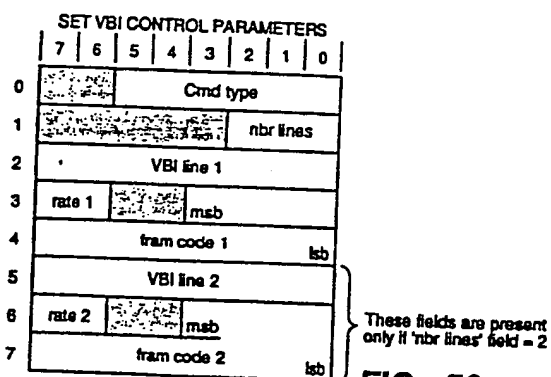 SET VBI CONTROL PARAMETERS
7 6 5 4 3 2 1 0
0 Cmd type
1 nbr lines
2 VBI line 1
3 rate 1 msb
4 fram code 1 lsb
5 VBI line 2
6 rate 2 msb
7 fram code 2 lsb
These fields are present
only if 'nbr lines' field = 2